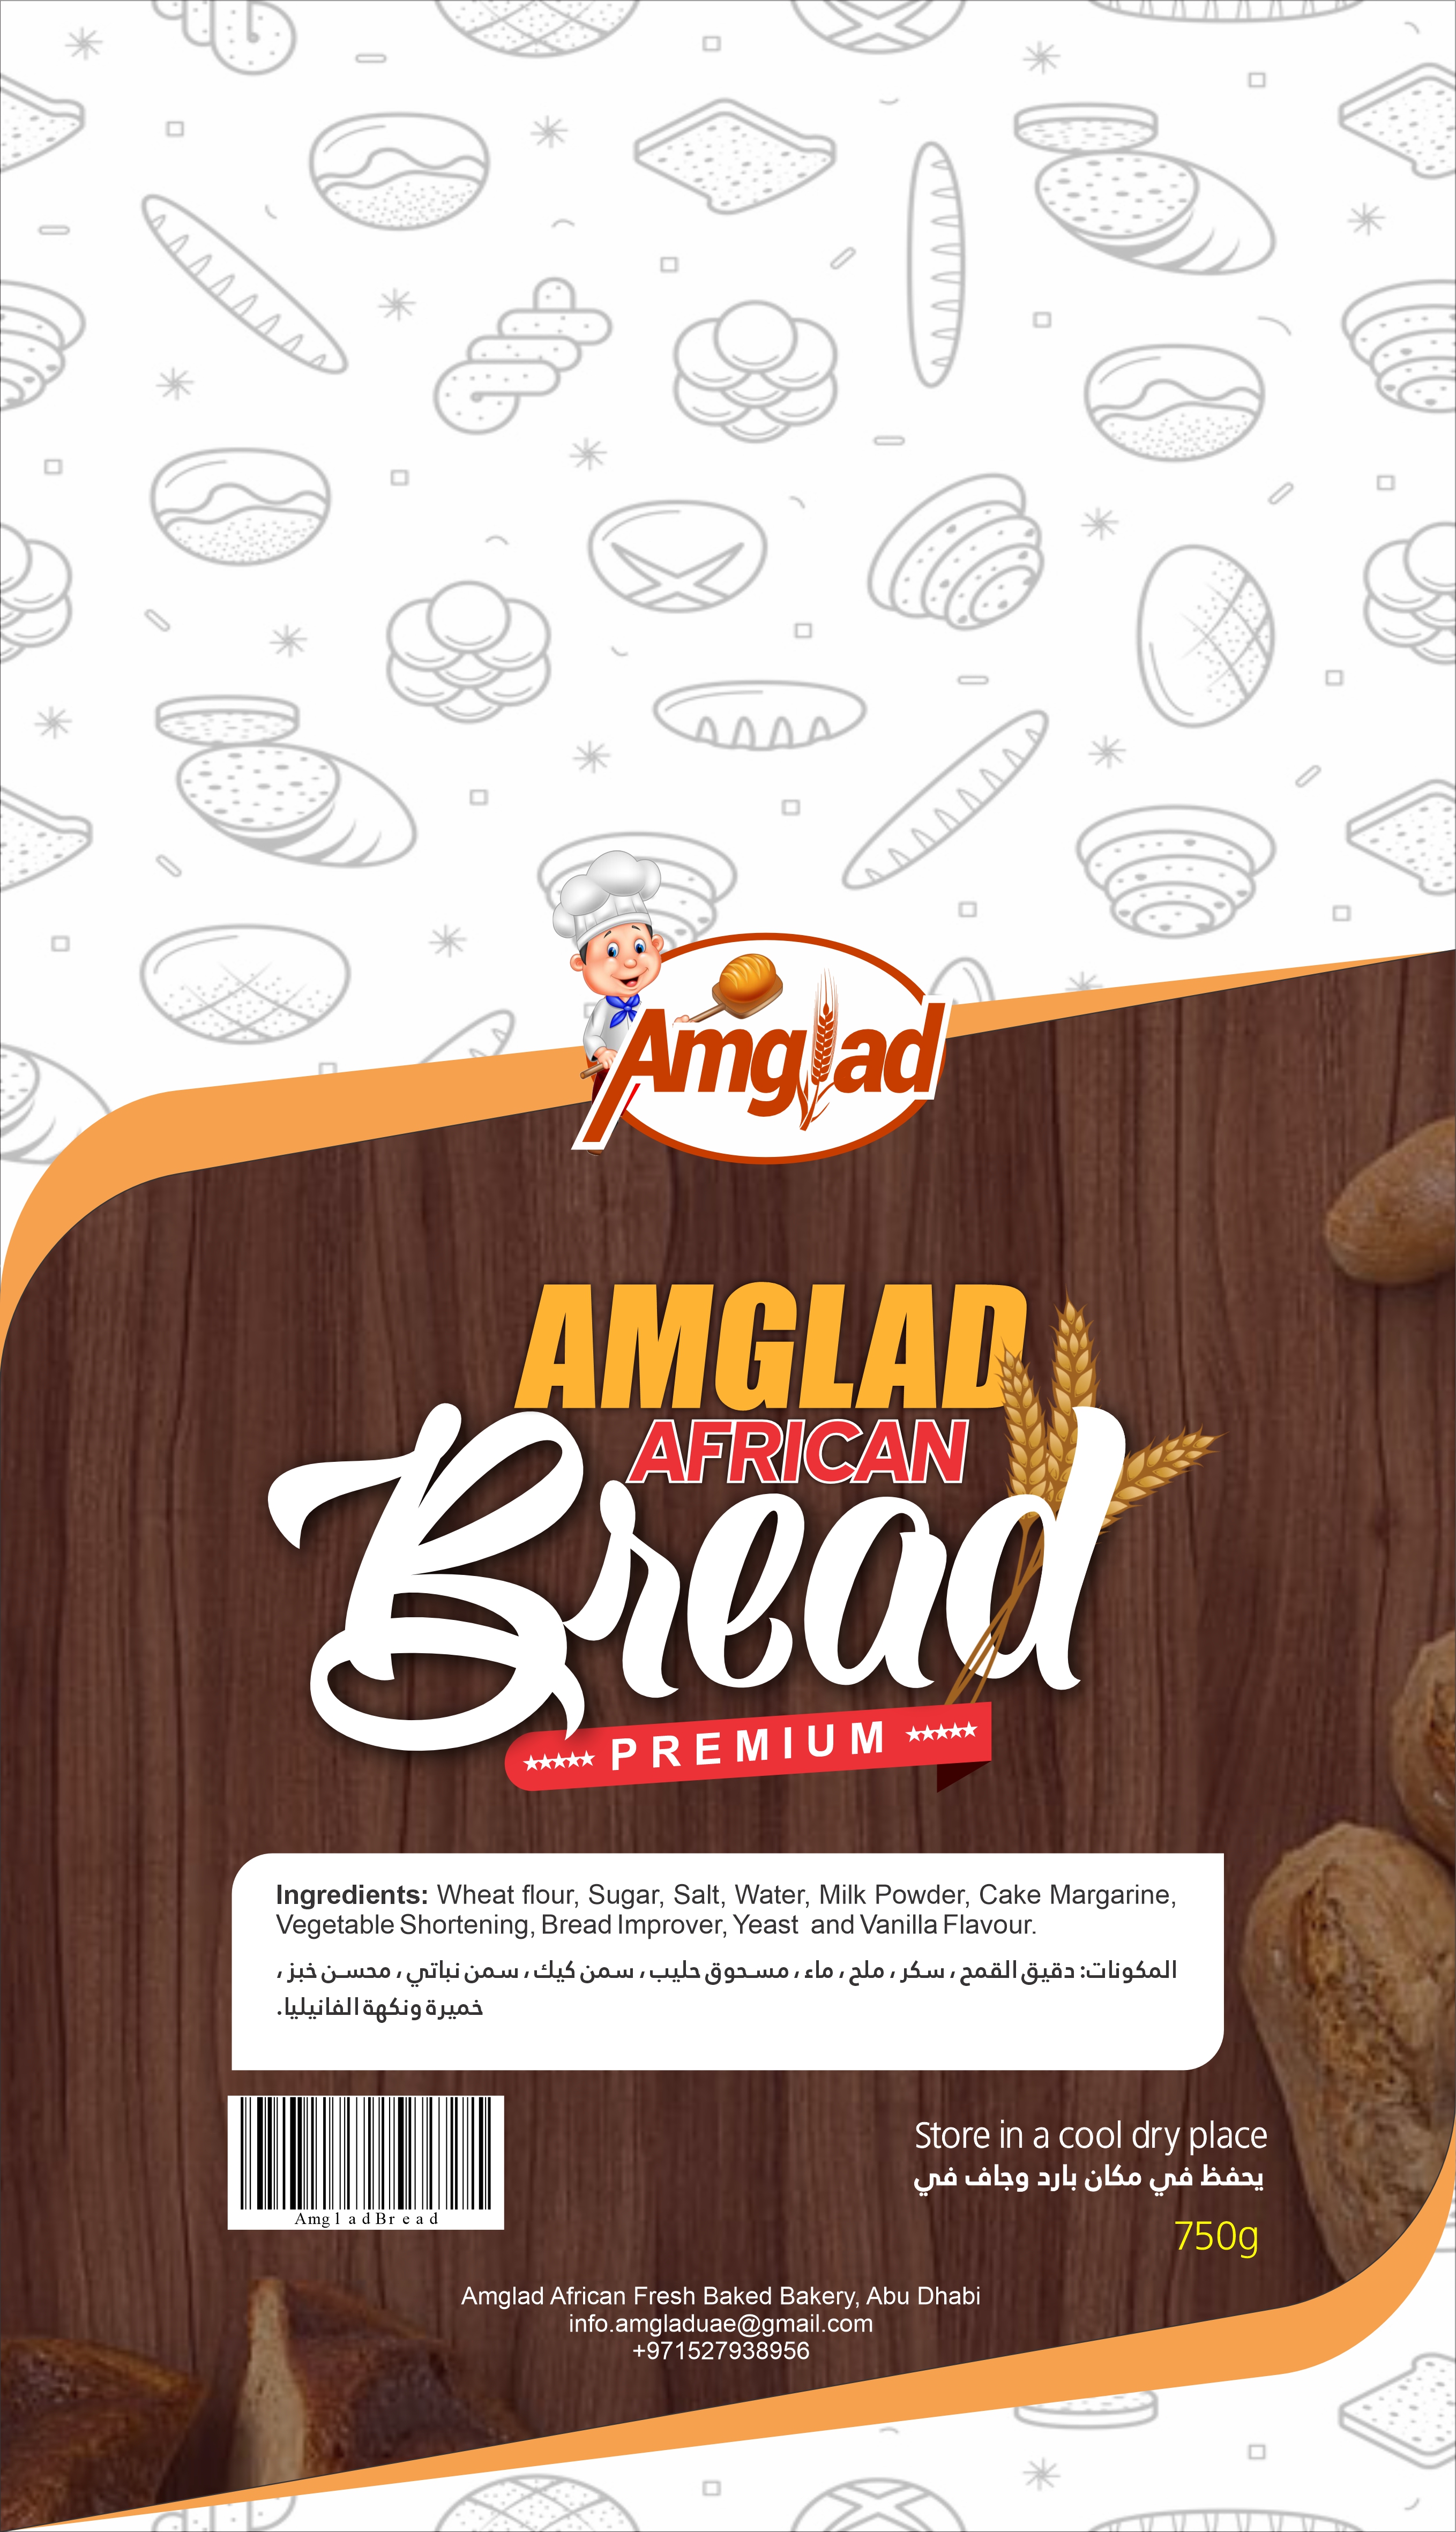 Amglad
AMGLAD
AFRICAN
Bread
PREMIUM
Ingredients: Wheat flour, Sugar, Salt, Water, Milk Powder, Cake Margarine,
Vegetable Shortening, Bread Improver, Yeast and Vanilla Flavour.
المكونات: دقيق القمح ، سكر ، ملح ، ماء ، مسحوق حليب ، سمن كيك ، سمن نباتي ، محسن خبز ،
خميرة ونكهة الفانيليا.
AmgladBread
Store in a cool dry place
يحفظ في مكان بارد وجاف في
750g
Amglad African Fresh Baked Bakery, Abu Dhabi
info.amgladuae@gmail.com
+971527938956